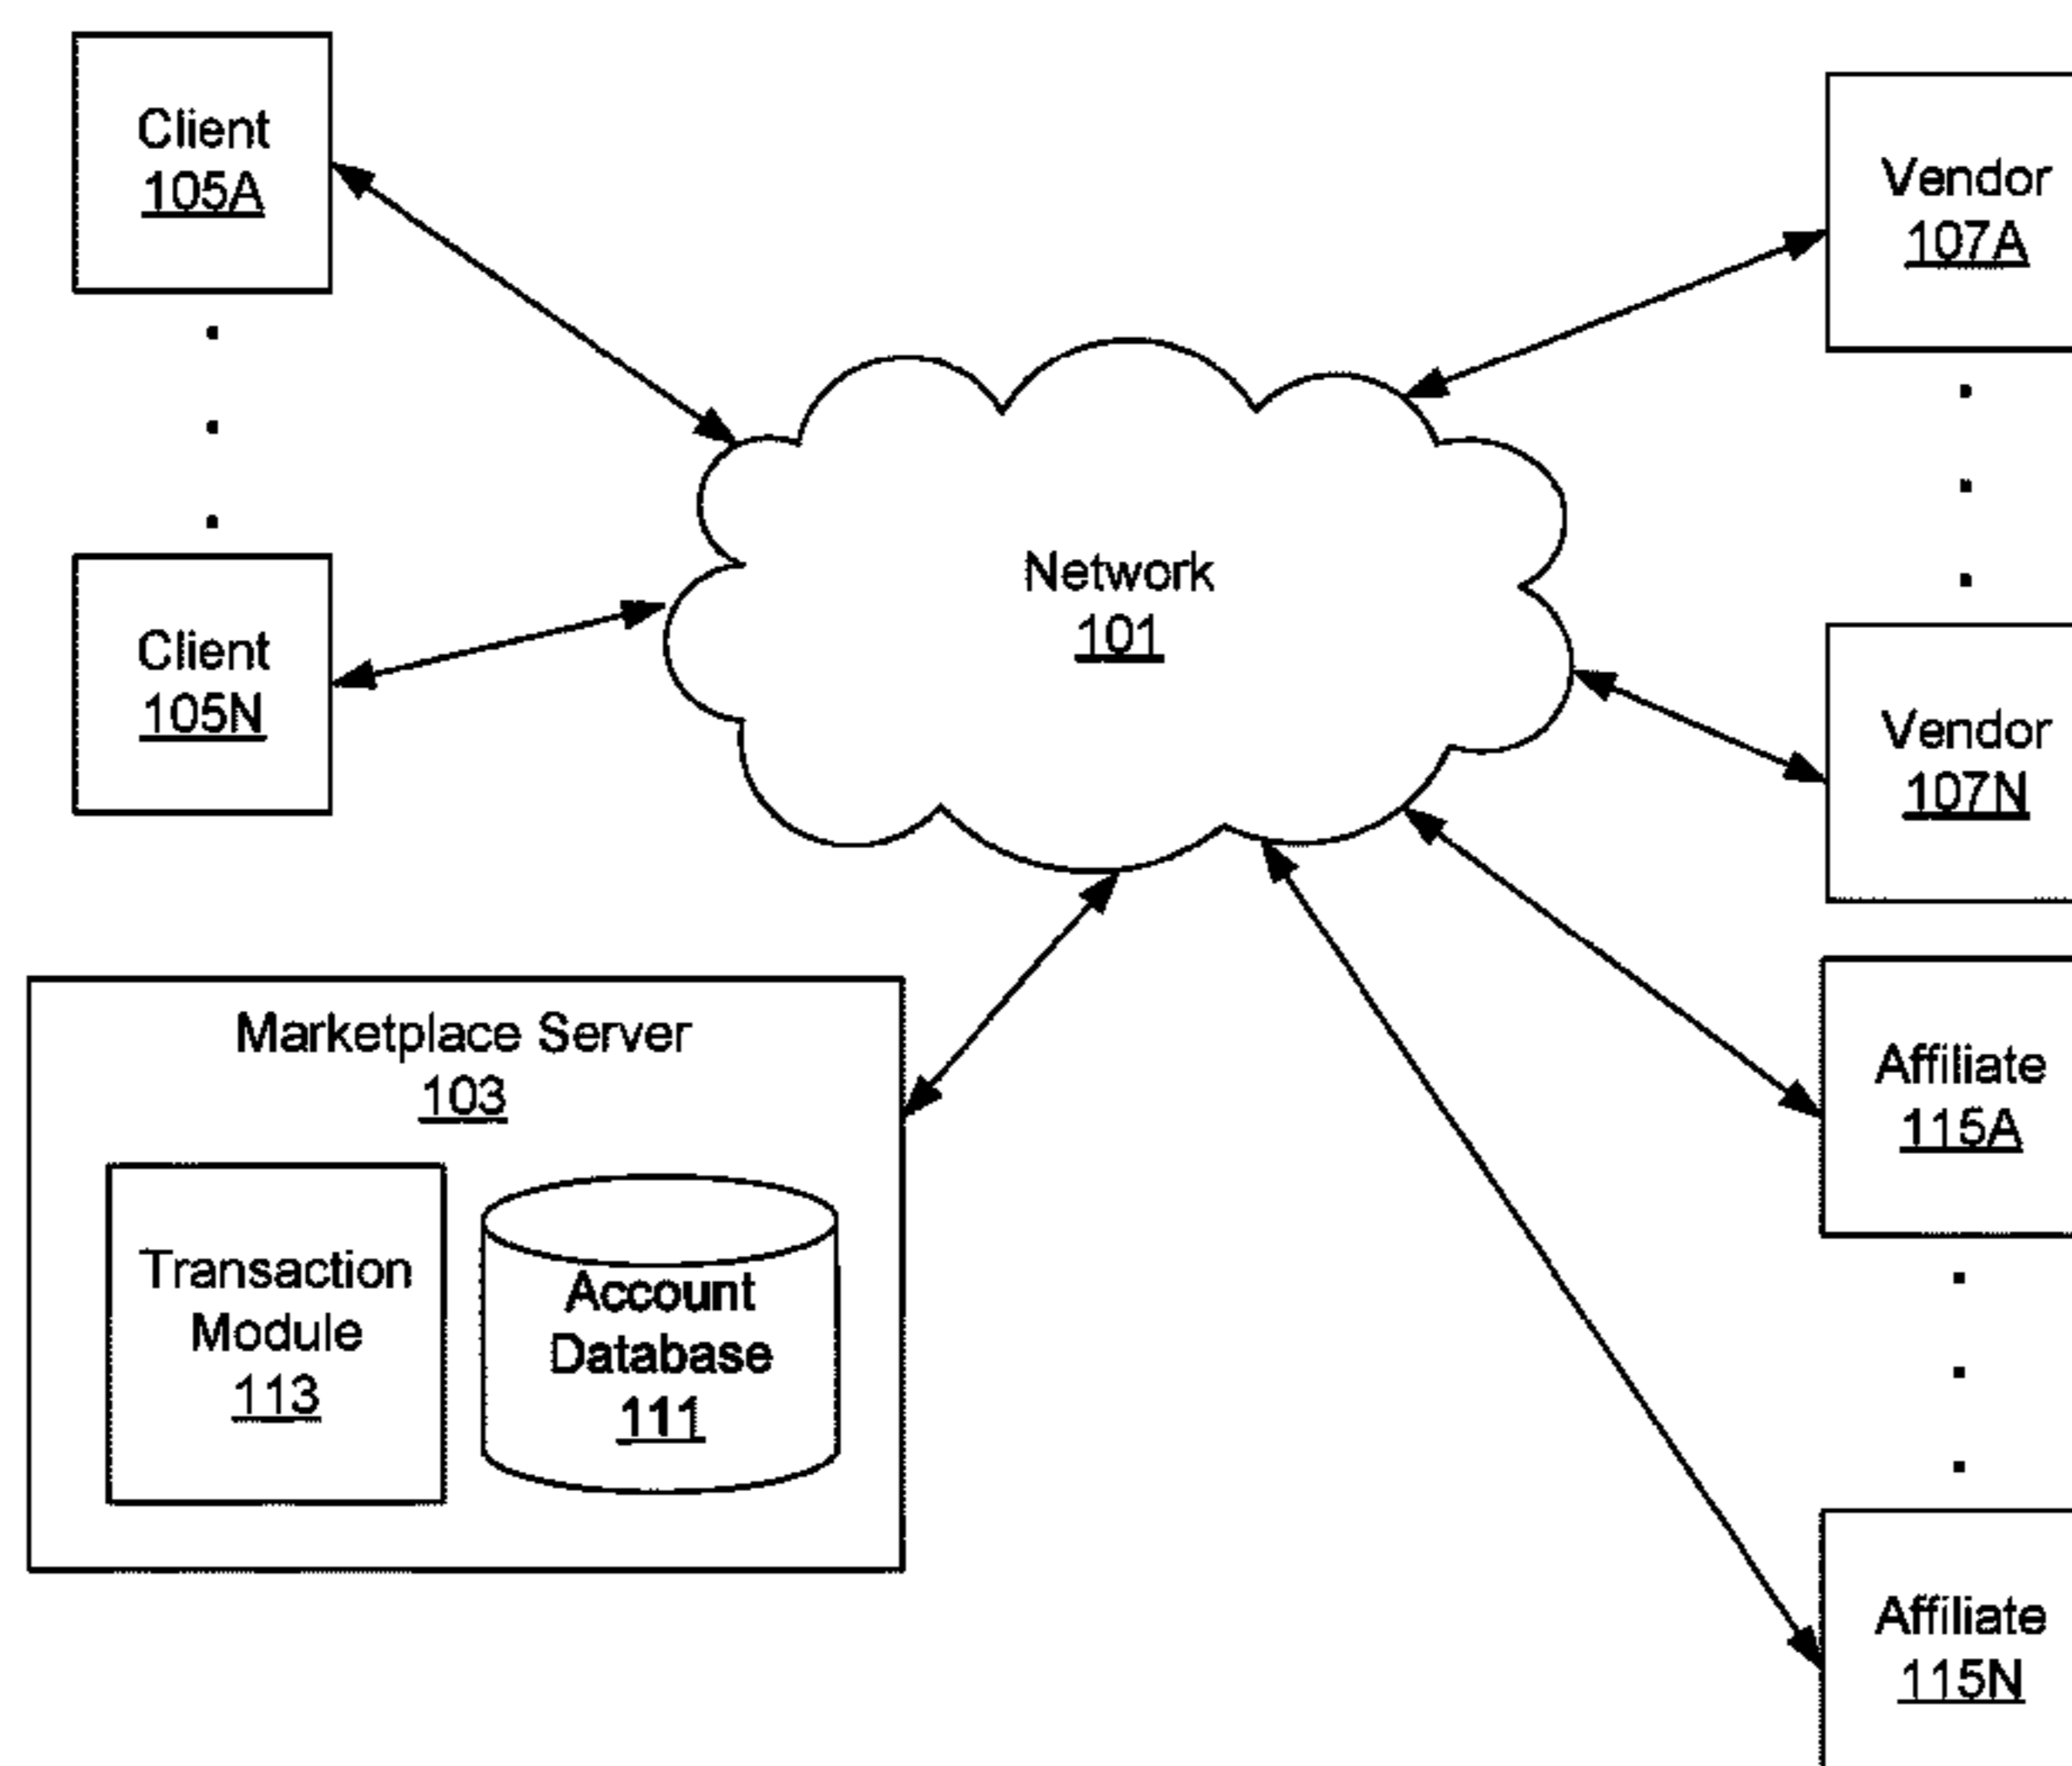 Client
105A
Client
105N
Network
101
Vendor
107A
Vendor
107N
Marketplace Server
103
Transaction
Module
113
Account
Database
111
Affiliate
115A
Affiliate
115N